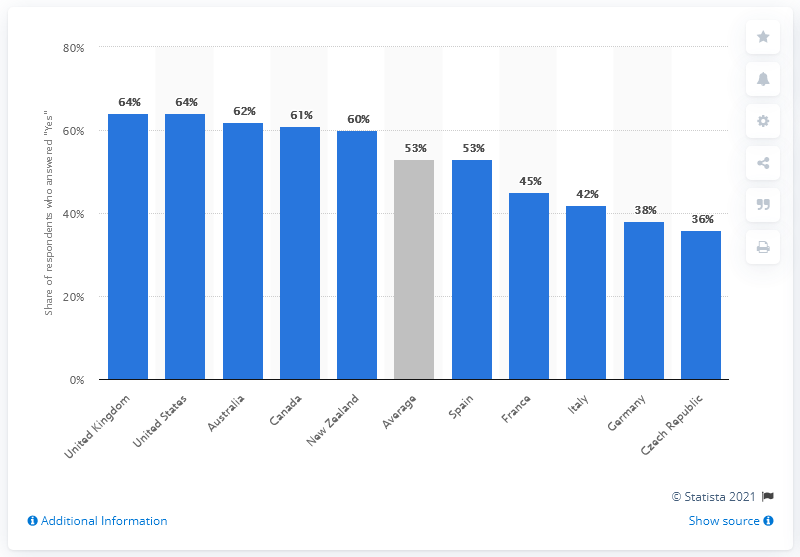 80%
60%
40%
20%
0%
Share of respondents who answered "Yes"
64%
64%
62%
61%
60%
53%
53%
45%
42%
38%
36%
United Kingdom
United States
Australia
Canada
New Zealand
Average
Spain
France
Italy
Germany
Czech Republic
© Statista 2021
Additional Information
Show source